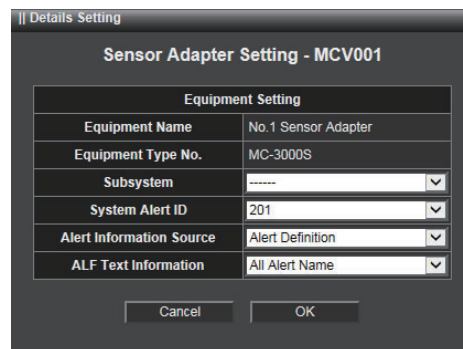 || Details Setting
Sensor Adapter Setting - MCV001
Equipment Setting
Equipment Name No.1 Sensor Adapter
Equipment Type No. MC-3000S
Subsystem ------
System Alert ID 201
Alert Information Source Alert Definition
ALF Text Information All Alert Name
Cancel OK